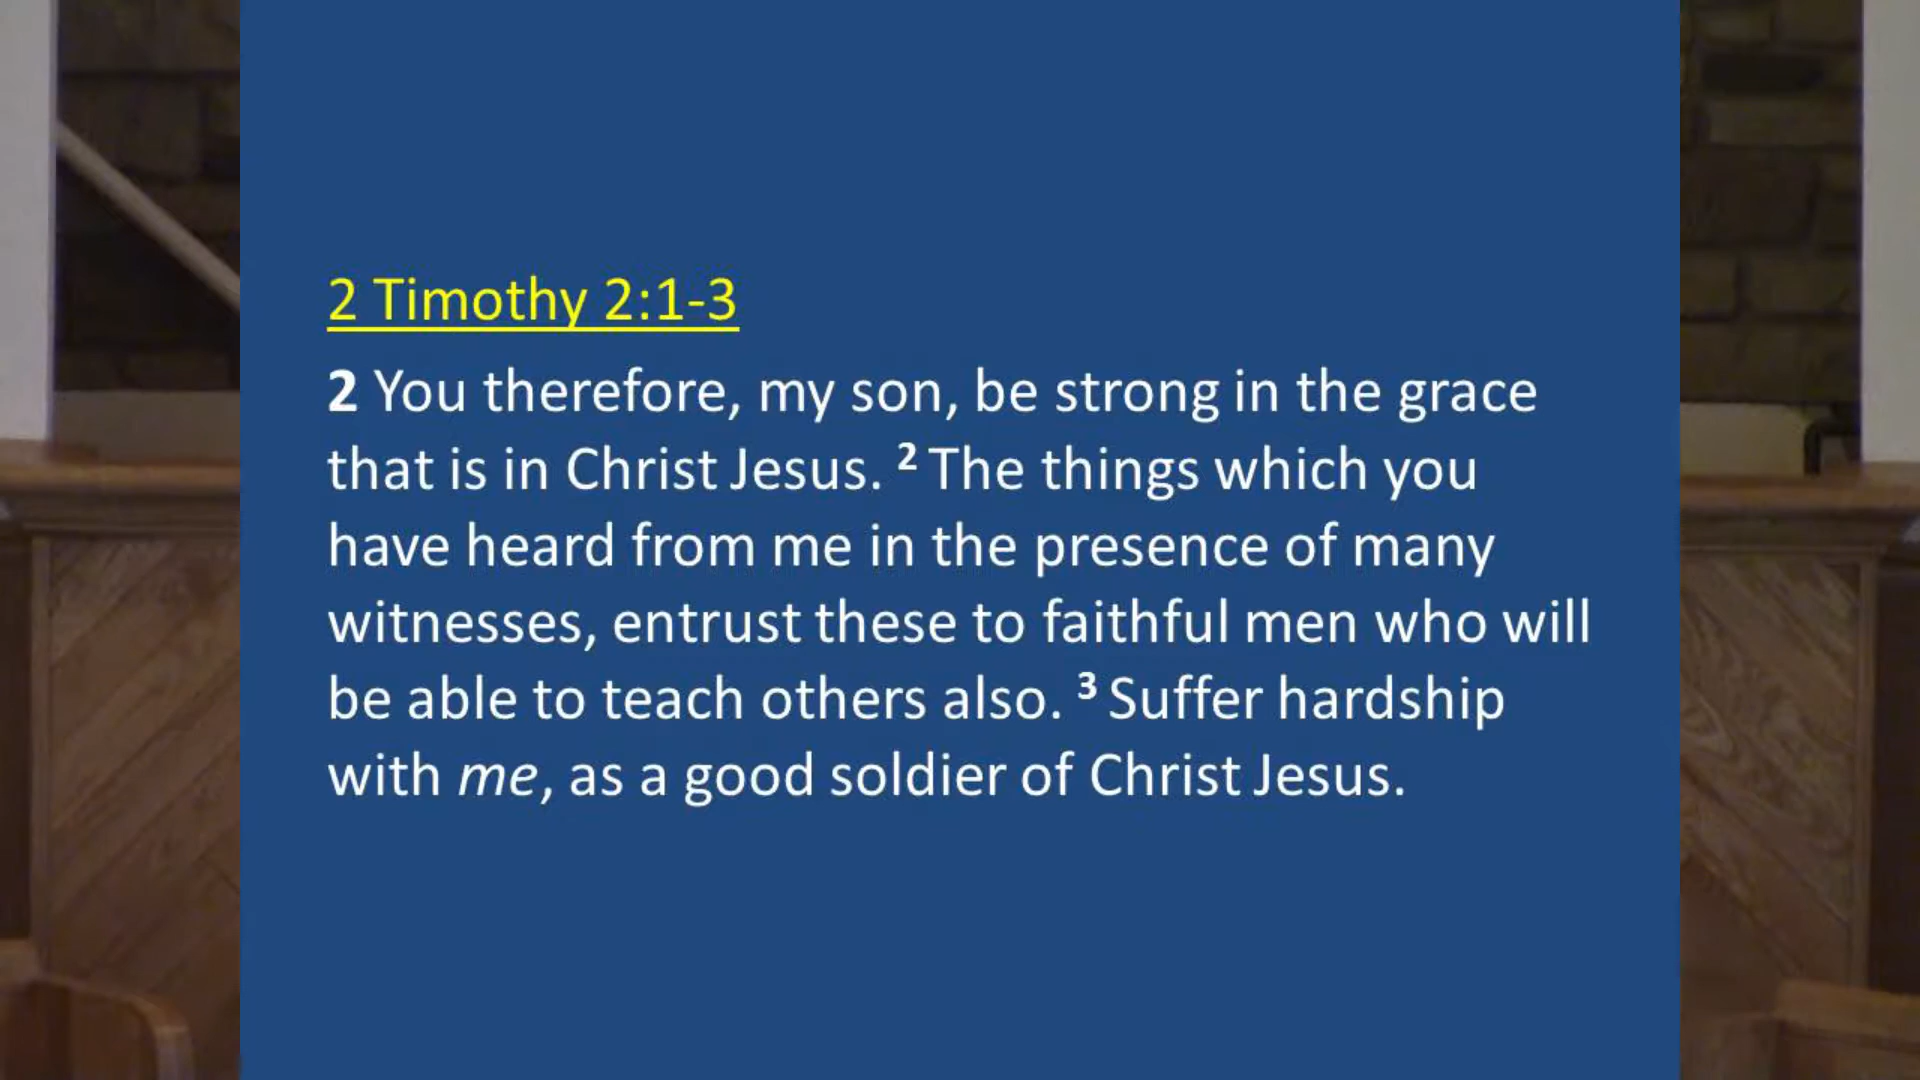 2 Timothy 2:1-3
2 You therefore, my son, be strong in the grace
that is in Christ Jesus. 2 The things which you
have heard from me in the presence of many
witnesses, entrust these to faithful men who will
be able to teach others also. 3 Suffer hardship
with me, as a good soldier of Christ Jesus.